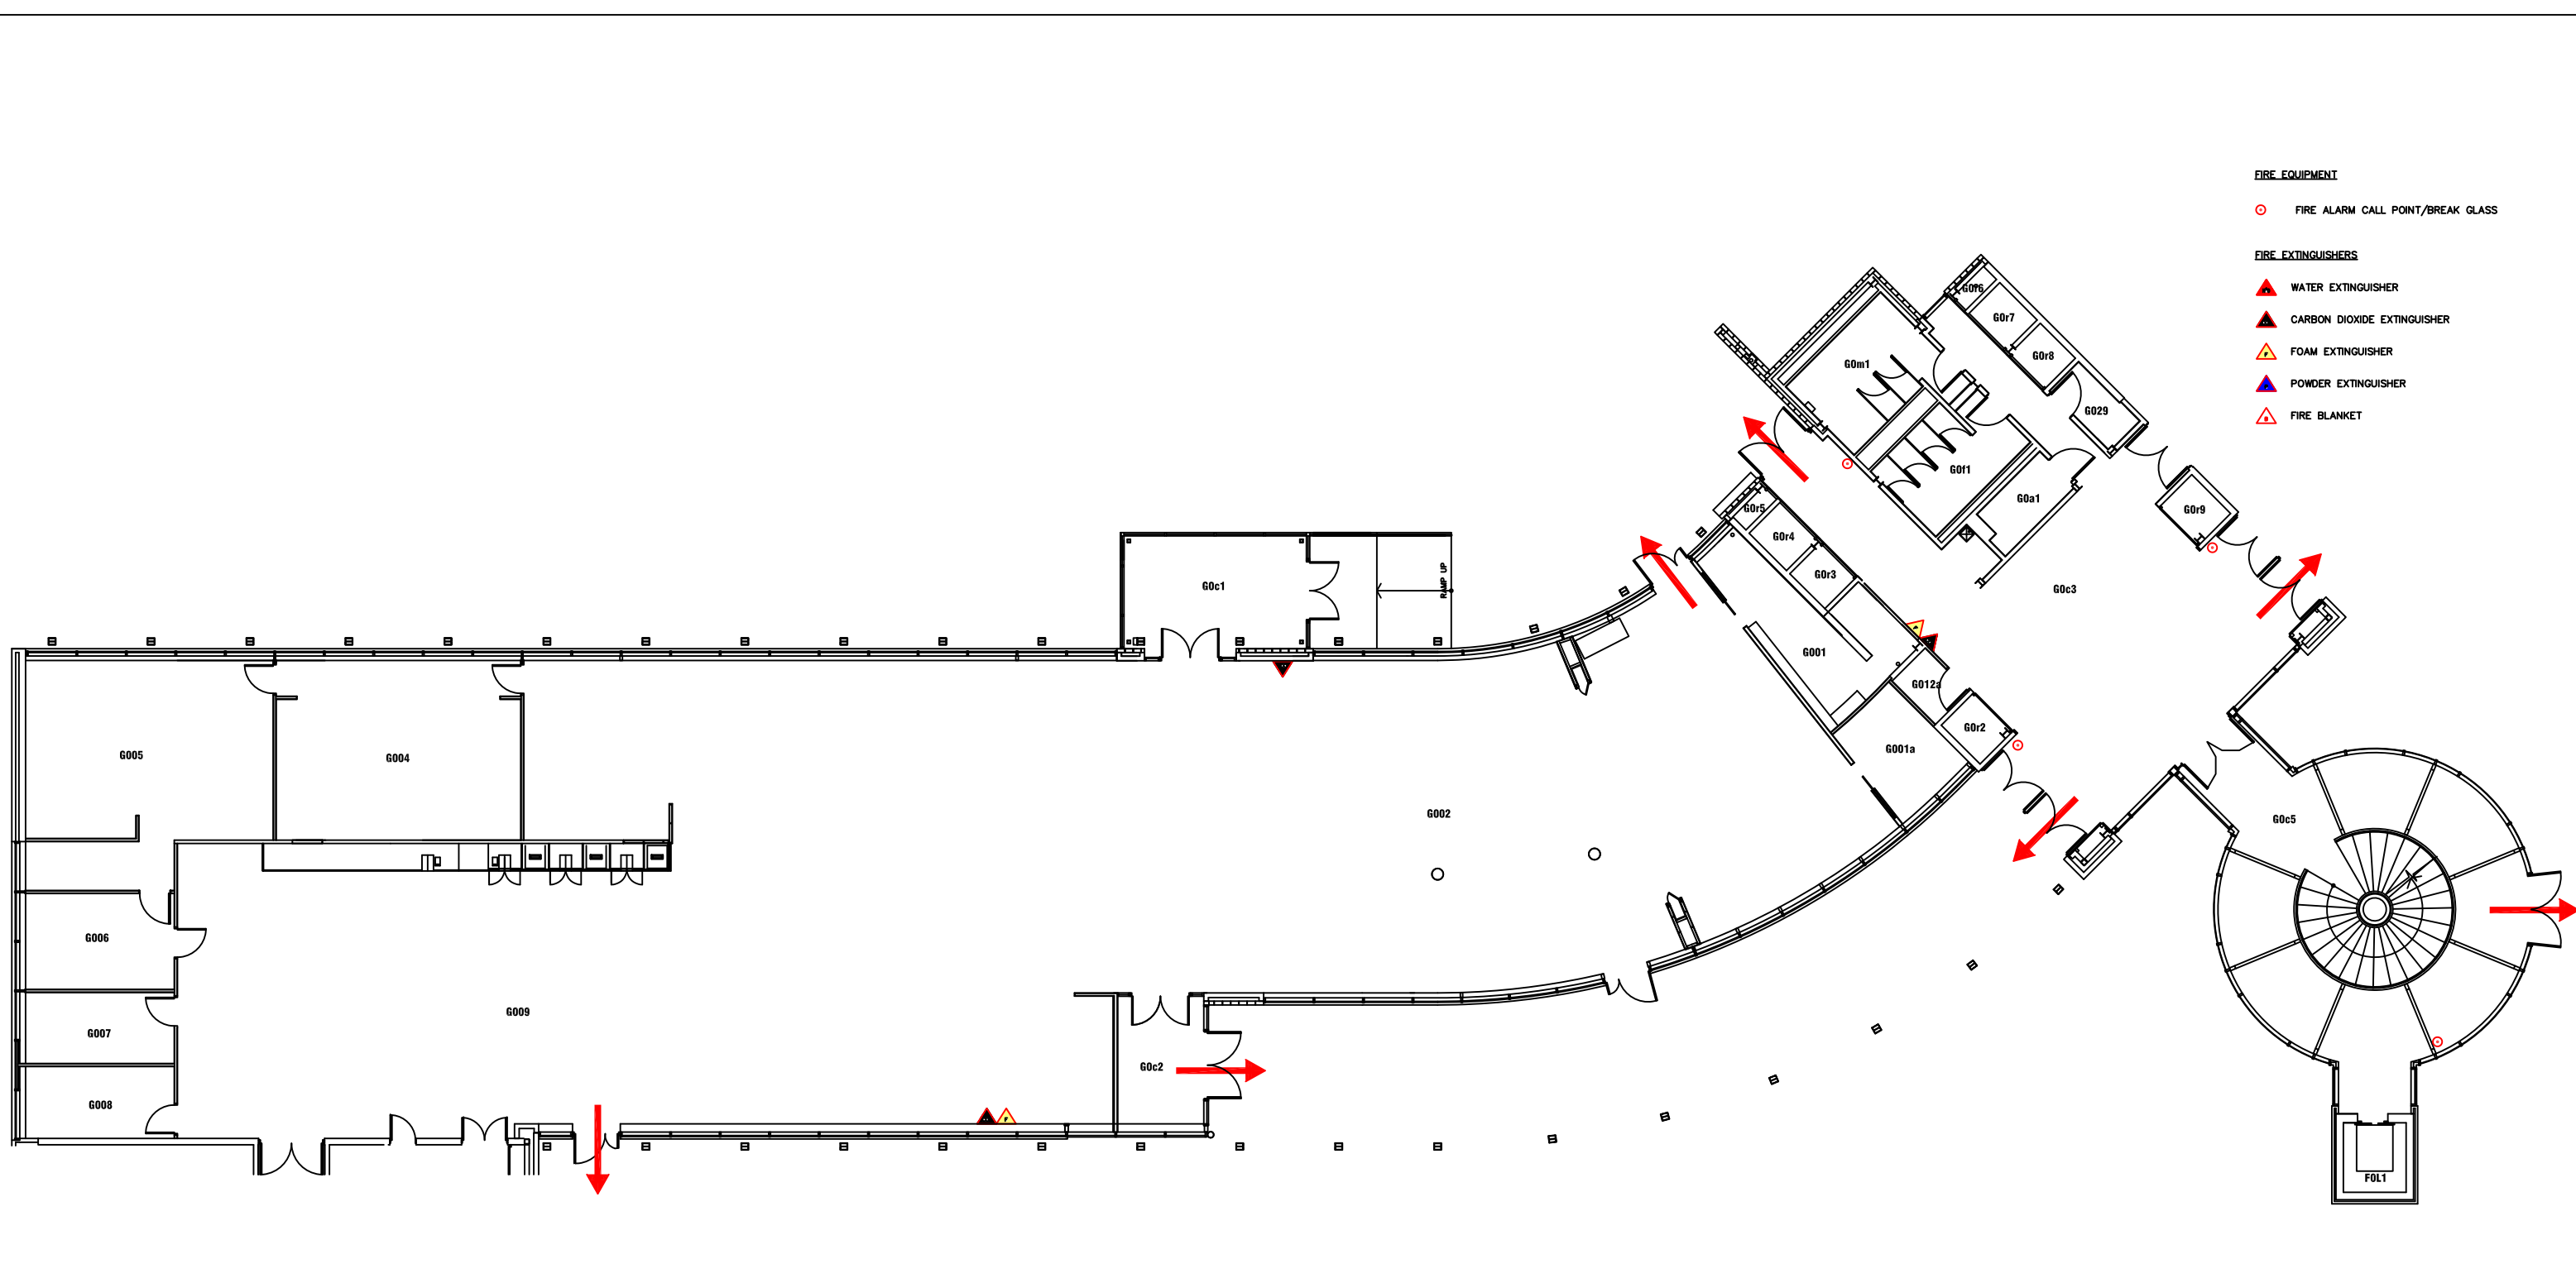 FIRE EQUIPMENT
FIRE ALARM CALL POINT/BREAK GLASS
FIRE EXTINGUISHERS
WATER EXTINGUISHER
CARBON DIOXIDE EXTINGUISHER
FOAM EXTINGUISHER
POWDER EXTINGUISHER
FIRE BLANKET
G0r7
G0r8
G0m1
G029
G0f1
G0a1
G0r9
G0r5
G0r4
G0r3
G0c3
G0c1
RAMP UP
G001
G012a
G0r2
G001a
G005
G004
G002
G0c5
G006
G009
G007
G0c2
G008
F0L1